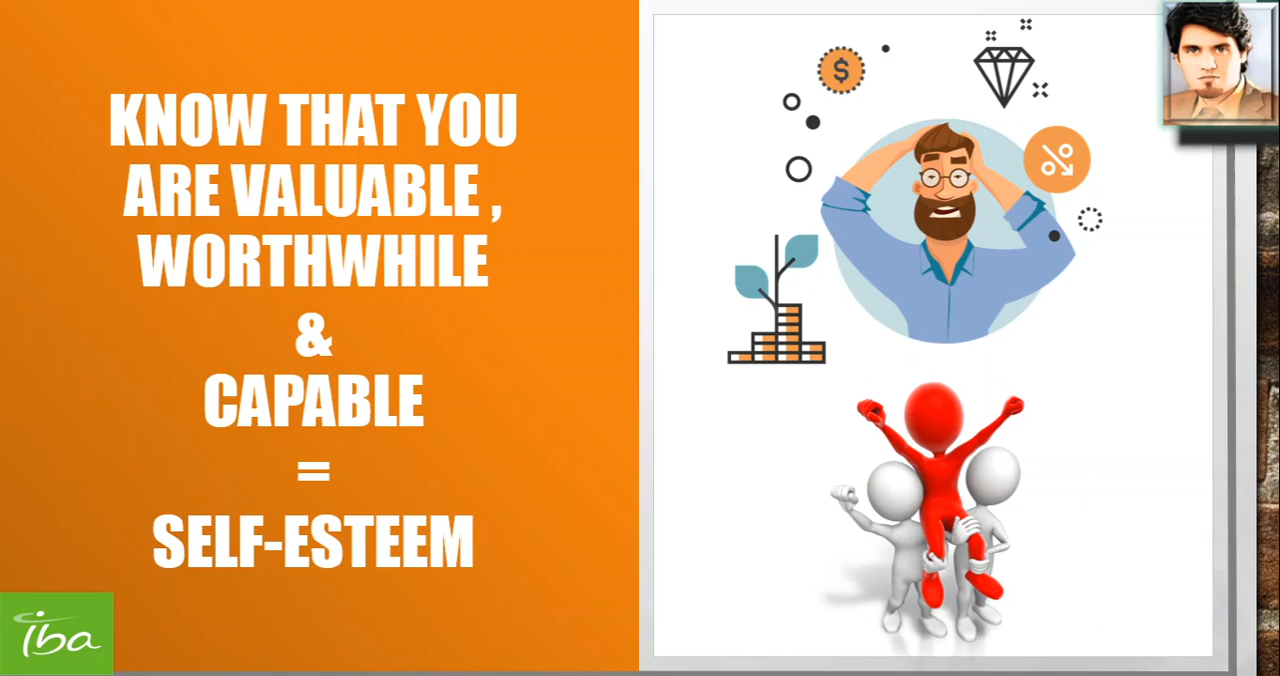 KNOW THAT YOU
ARE VALUABLE ,
WORTHWHILE
&
CAPABLE
=
SELF-ESTEEM
iba
$
%